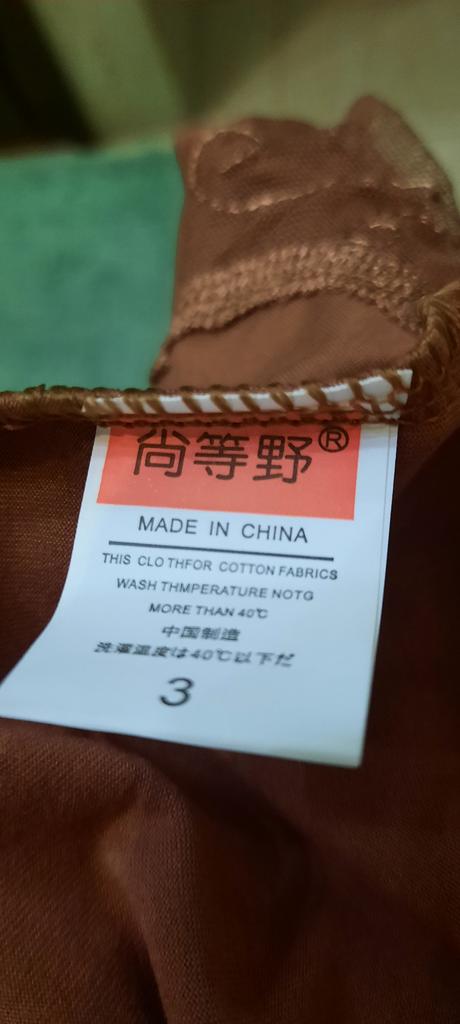 尚等野®
MADE IN CHINA
THIS CLO THFOR COTTON FABRICS
WASH THMPERATURE NOTG
MORE THAN 40℃
中国制造
洗濯温度は40℃以下だ
3